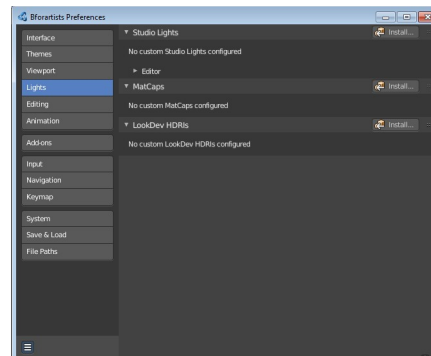 Bforartists Preferences
Interface
Themes
Viewport
Lights
Editing
Animation
Add-ons
Input
Navigation
Keymap
System
Save & Load
File Paths
Studio Lights
Install...
No custom Studio Lights configured
Editor
MatCaps
Install...
No custom MatCaps configured
LookDev HDRIs
Install...
No custom LookDev HDRIs configured